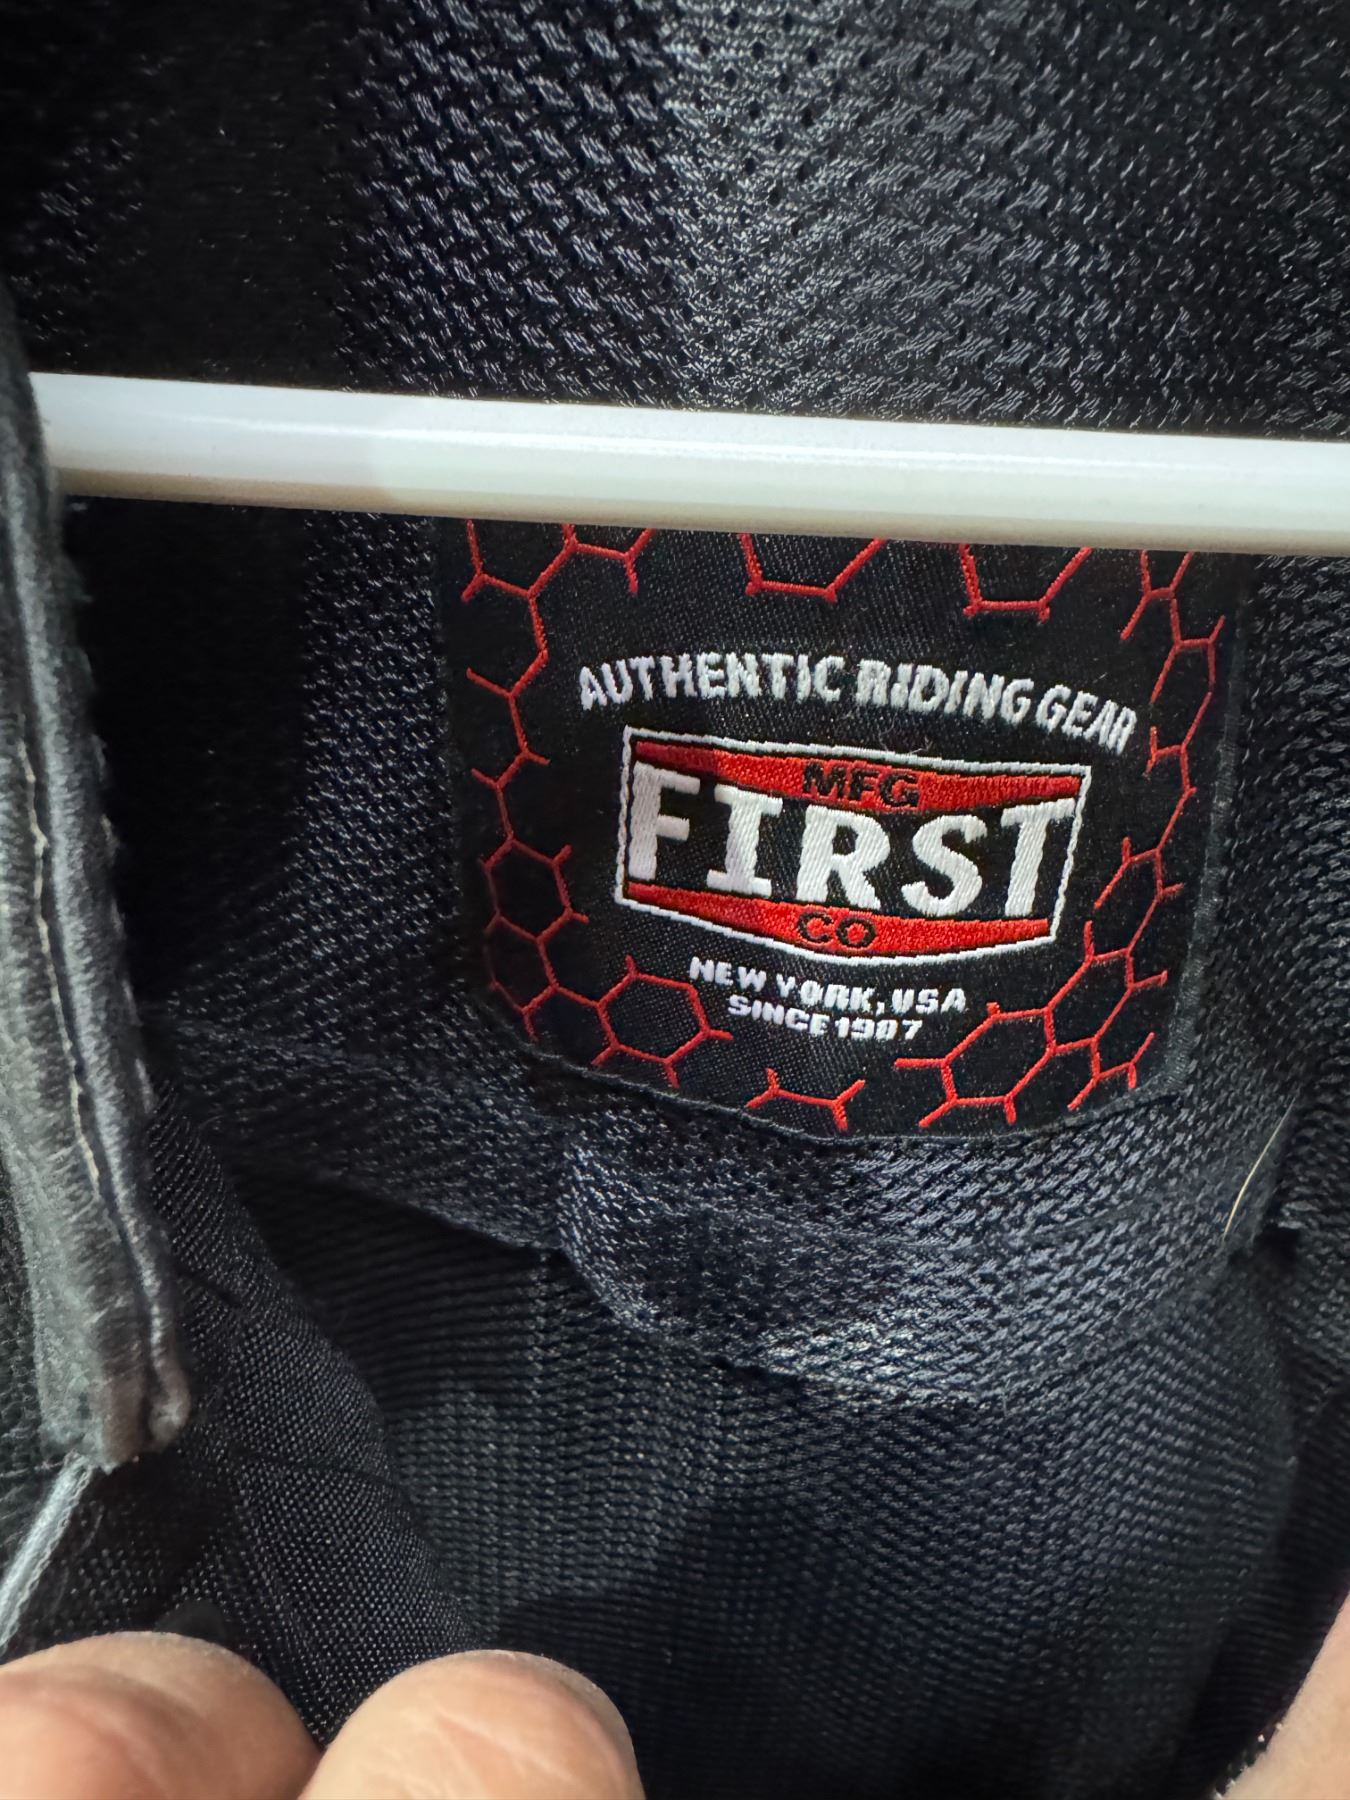 AUTHENTIC RIDING GEAR
MFG
FIRST
CO
NEW YORK, USA
SINCE 1987